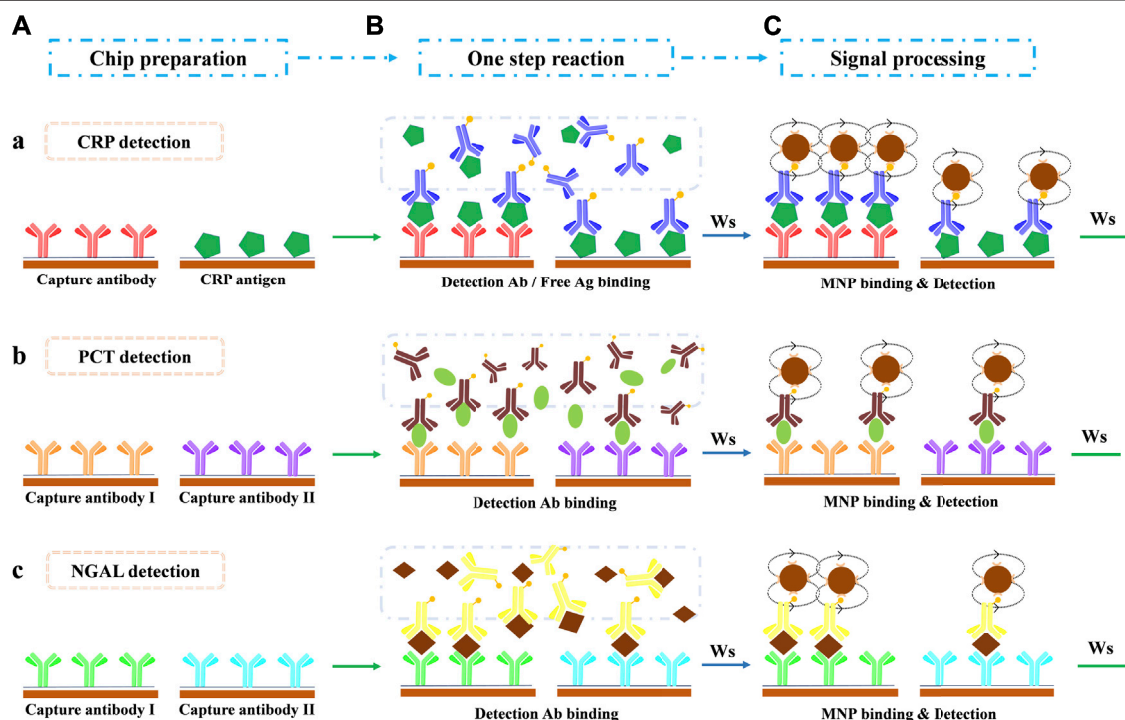 A
B
C
Chip preparation
One step reaction
Signal processing
a
CRP detection
Ws
Ws
Capture antibody
CRP antigen
Detection Ab / Free Ag binding
MNP binding & Detection
b
PCT detection
Ws
Ws
Capture antibody I
Capture antibody II
Detection Ab binding
MNP binding & Detection
c
NGAL detection
Ws
Ws
Capture antibody I
Capture antibody II
Detection Ab binding
MNP binding & Detection